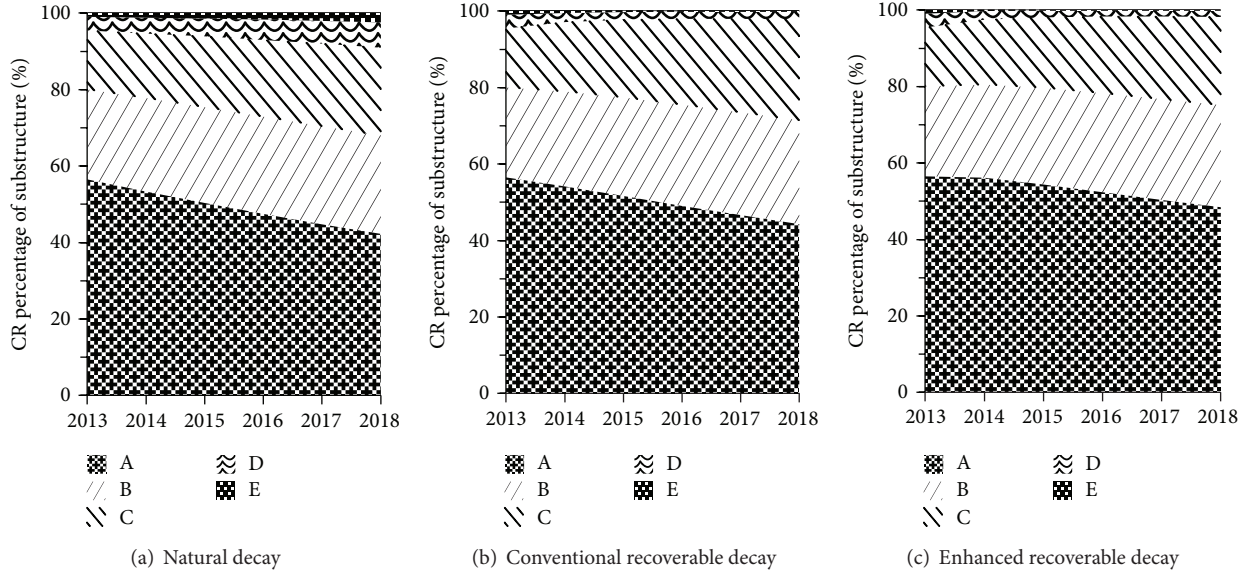 CR percentage of substructure (%)
100
80
60
40
20
0
2013 2014 2015 2016 2017 2018
A D
B E
C
(a) Natural decay
CR percentage of substructure (%)
100
80
60
40
20
0
2013 2014 2015 2016 2017 2018
A D
B E
C
(b) Conventional recoverable decay
CR percentage of substructure (%)
100
80
60
40
20
0
2013 2014 2015 2016 2017 2018
A D
B E
C
(c) Enhanced recoverable decay